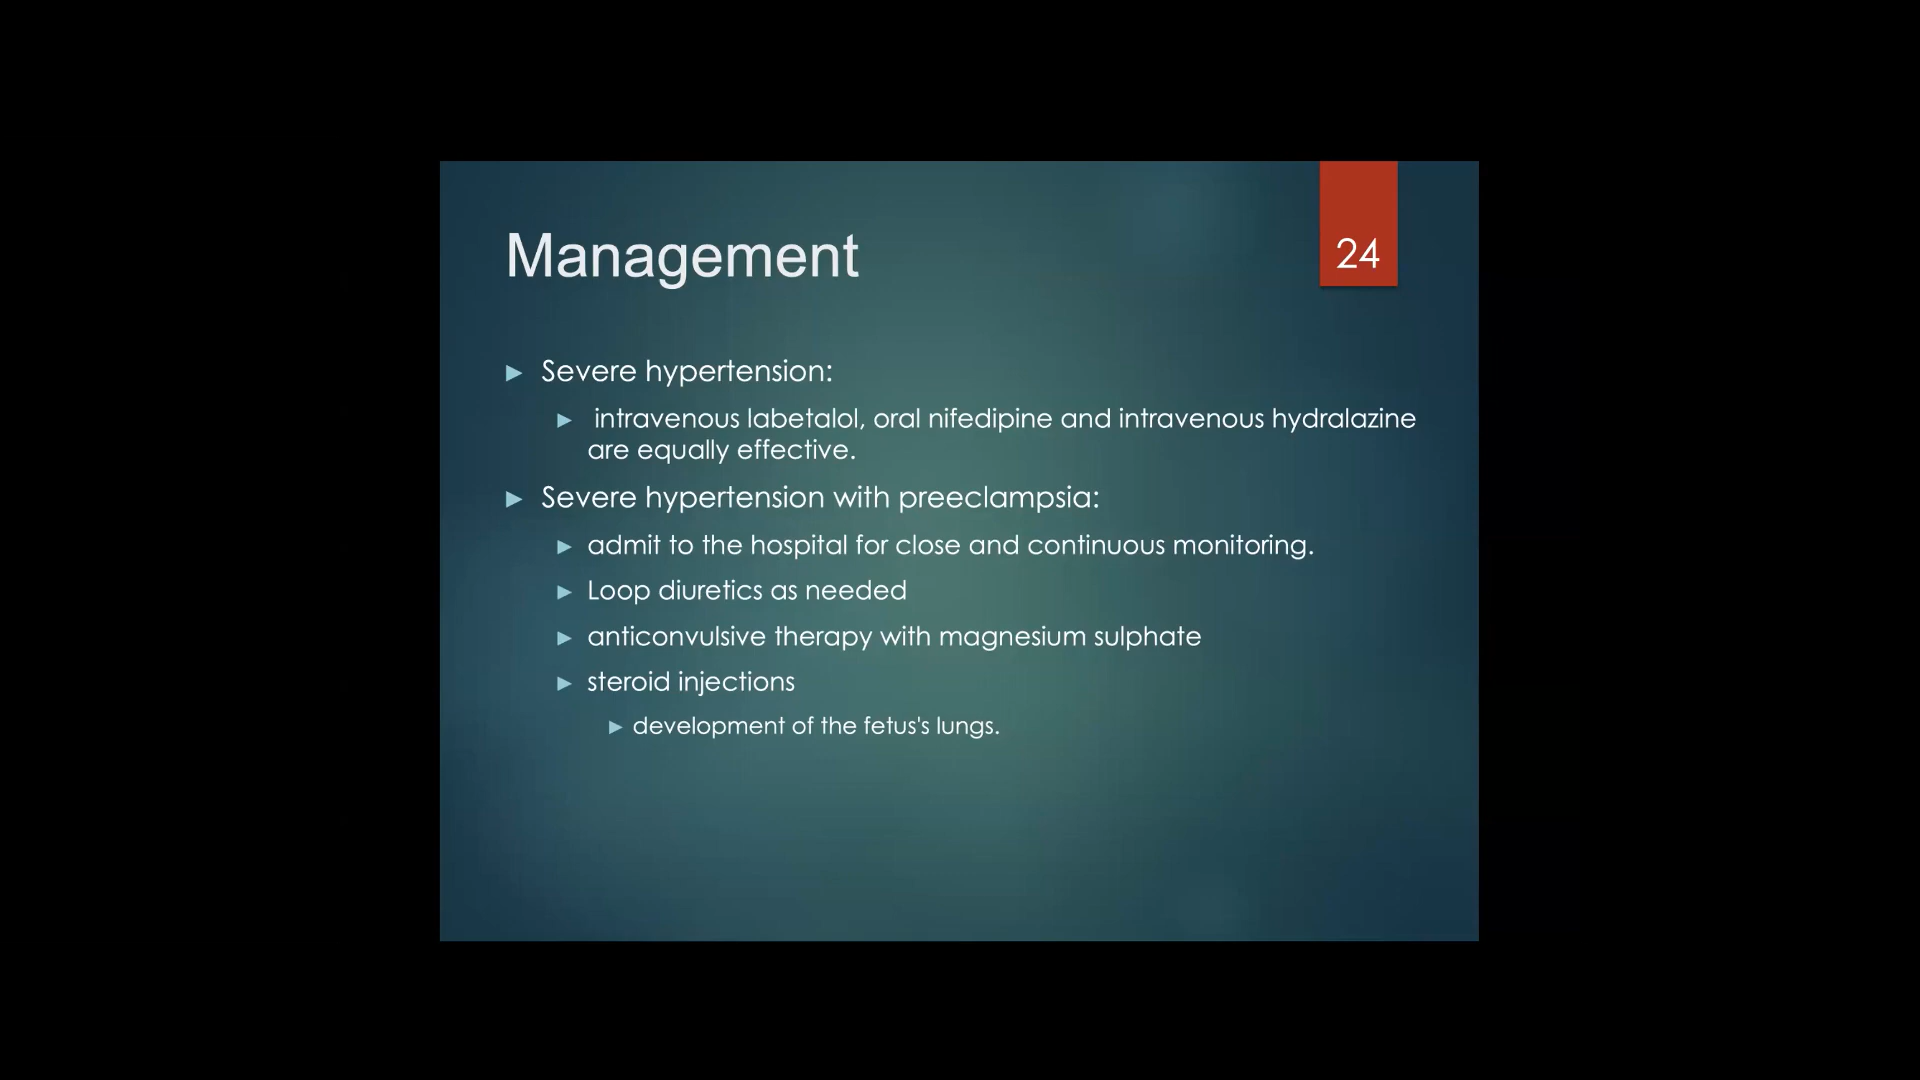 Management
24
Severe hypertension:
intravenous labetalol, oral nifedipine and intravenous hydralazine
are equally effective.
Severe hypertension with preeclampsia:
admit to the hospital for close and continuous monitoring.
Loop diuretics as needed
anticonvulsive therapy with magnesium sulphate
steroid injections
development of the fetus's lungs.